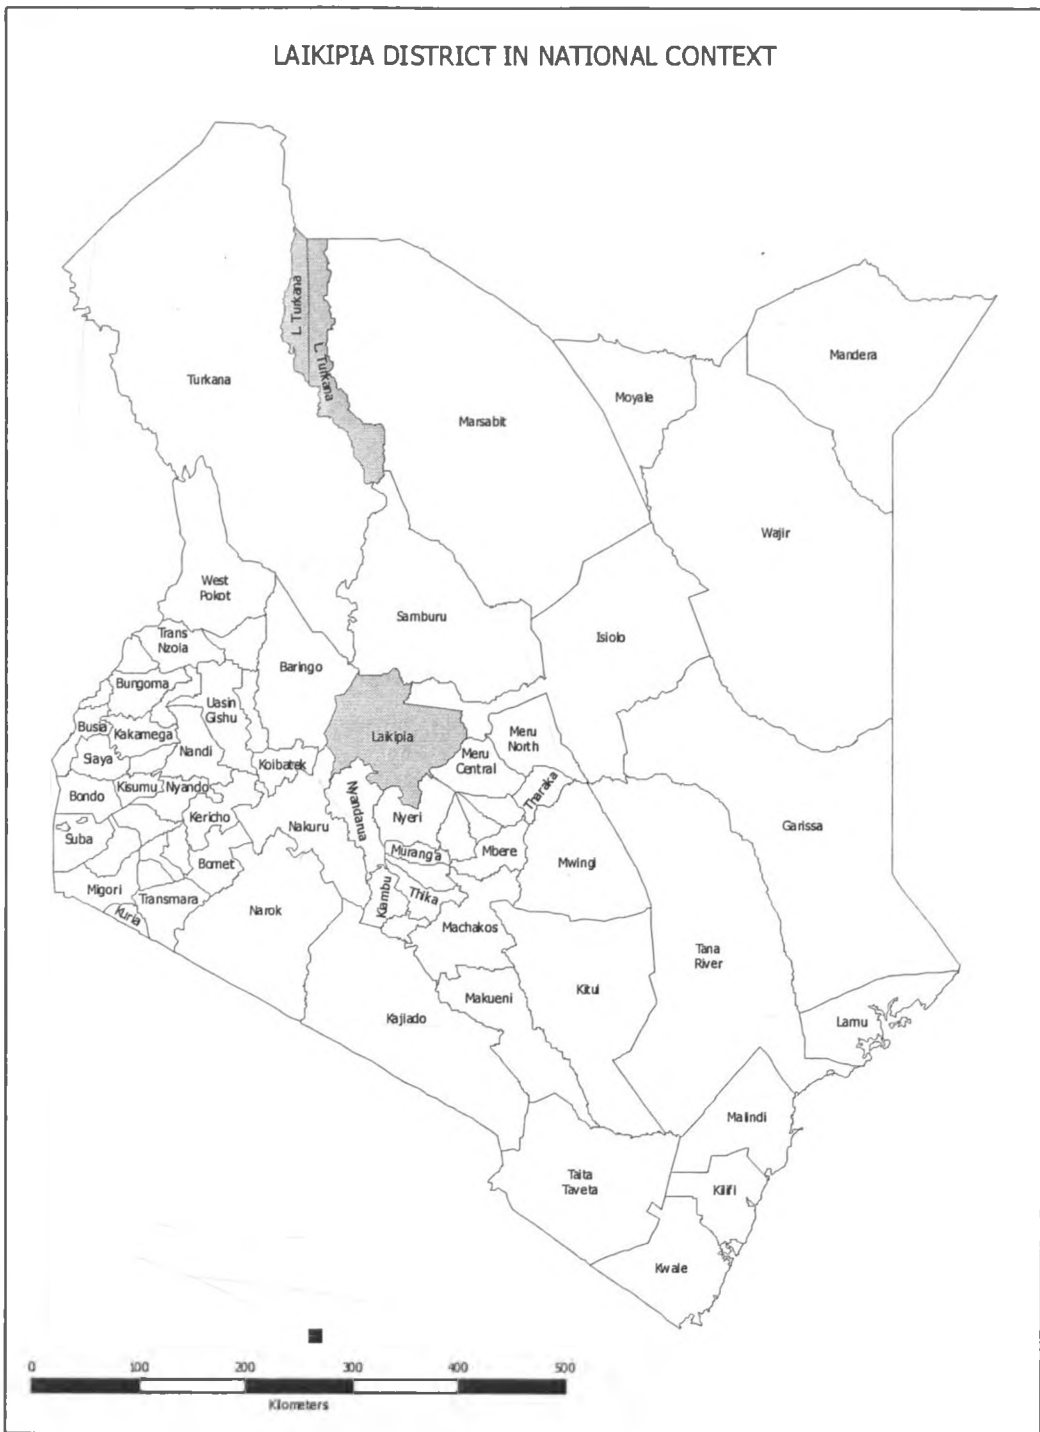 LAIKIPIA DISTRICT IN NATIONAL CONTEXT
L. Turkana
L. Turkana
Turkana
Mandera
Moyale
Marsabit
Wajir
West
Pokot
Samburu
Isiolo
Trans
Nzoia
Baringo
Bungoma
Uasin
Gishu
Busia
Kakamega
Laikipia
Meru
North
Siaya
Nandi
Koibatek
Meru
Central
Bondo
Kisumu
Nyando
Tharaka
Nyandarua
Kericho
Nakuru
Nyeri
Garissa
Suba
Muranga
Mbere
Bomet
Mwingi
Migori
Transmara
Kiambu
Thika
Kuria
Narok
Machakos
Tana
River
Kajiado
Makueni
Kitui
Lamu
Malindi
Taita
Taveta
Kilifi
Kwale
0 100 200 300 400 500
Kilometers